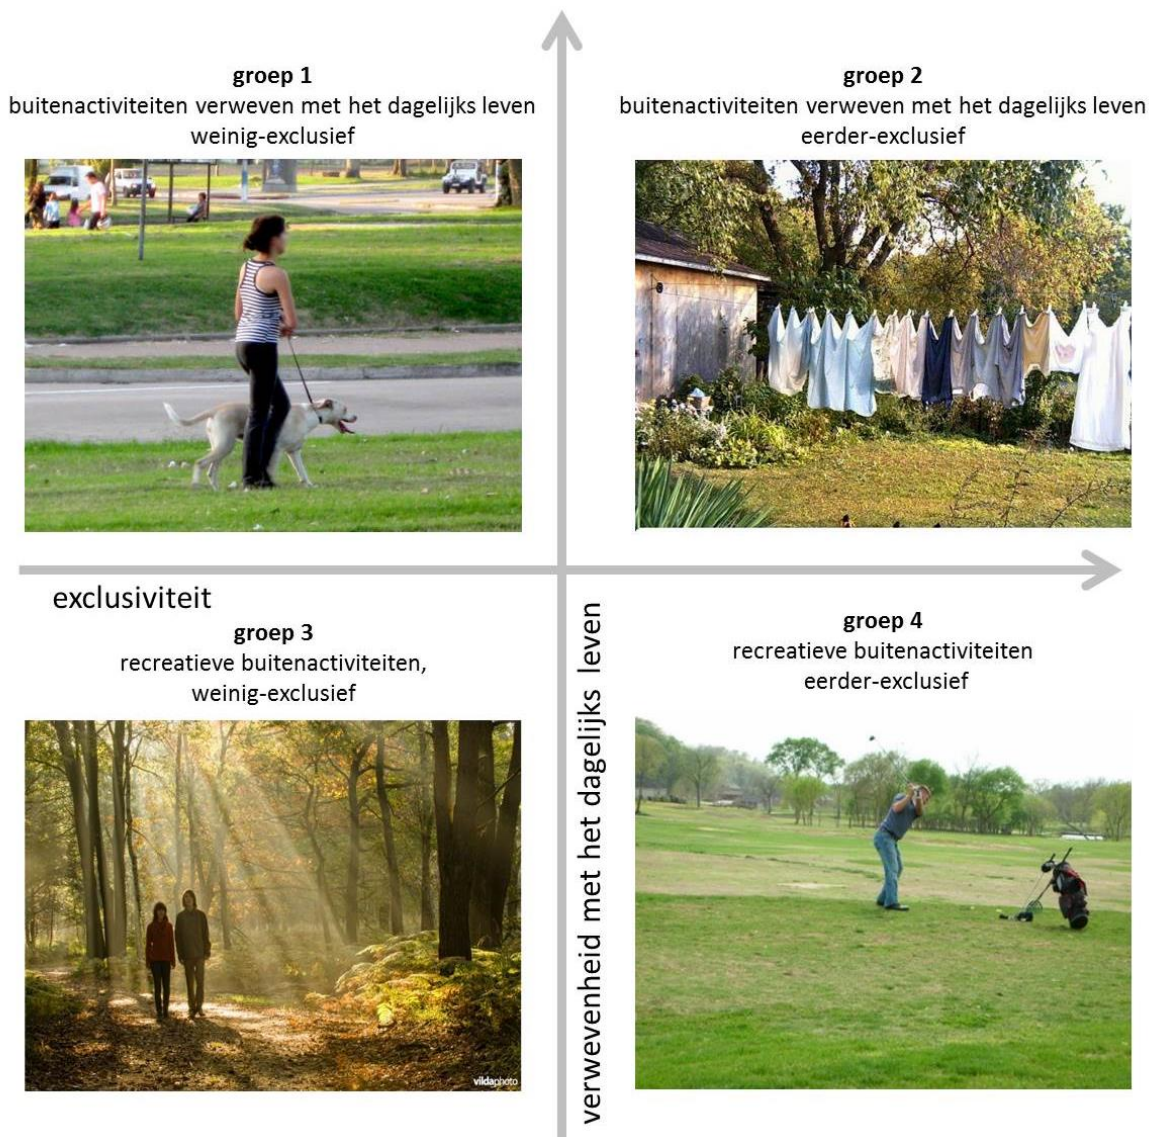 groep 1
buitenactiviteiten verweven met het dagelijks leven
weinig-exclusief
groep 2
buitenactiviteiten verweven met het dagelijks leven
eerder-exclusief
exclusiviteit
verwevenheid met het dagelijks leven
groep 3
recreatieve buitenactiviteiten,
weinig-exclusief
groep 4
recreatieve buitenactiviteiten
eerder-exclusief
vildaphoto